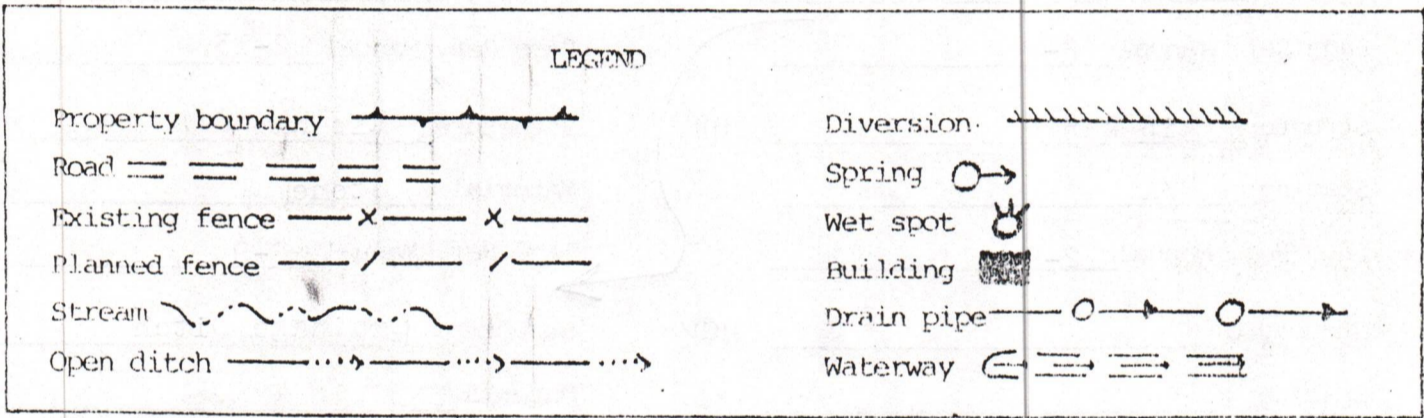 LEGEND
Property boundary
Road
Existing fence
Planned fence
Stream
Open ditch
Diversion
Spring
Wet spot
Building
Drain pipe
Waterway